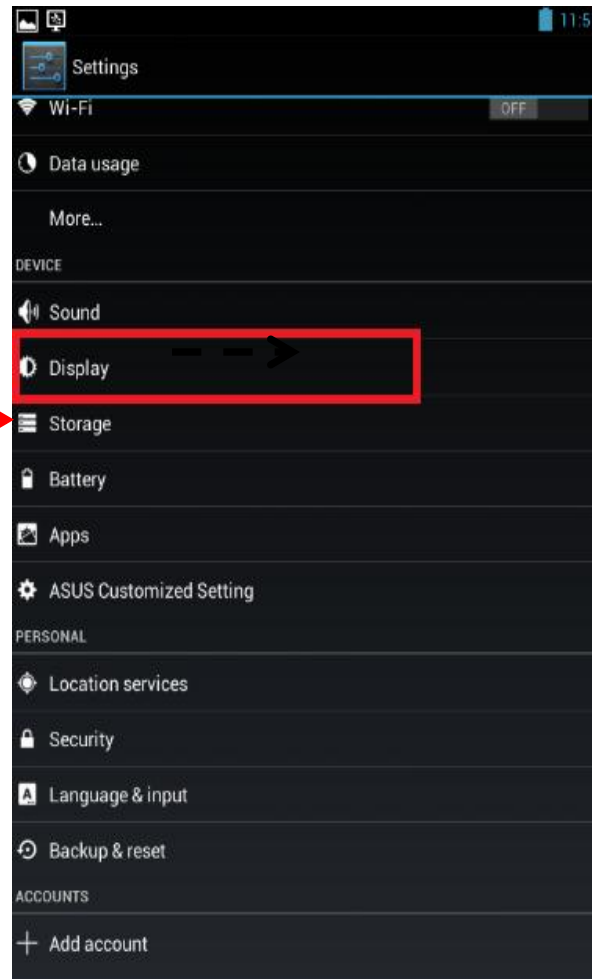 11:5
Settings
Wi-Fi
OFF
Data usage
More...
DEVICE
Sound
Display
Storage
Battery
Apps
ASUS Customized Setting
PERSONAL
Location services
Security
Language & input
Backup & reset
ACCOUNTS
Add account